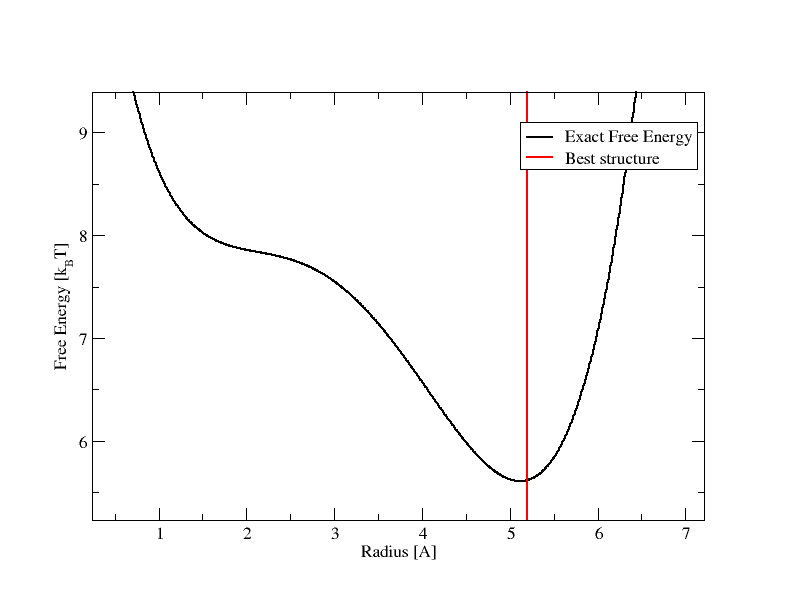 9
8
7
6
Free Energy [k_BT]
Exact Free Energy
Best structure
1 2 3 4 5 6 7
Radius [A]